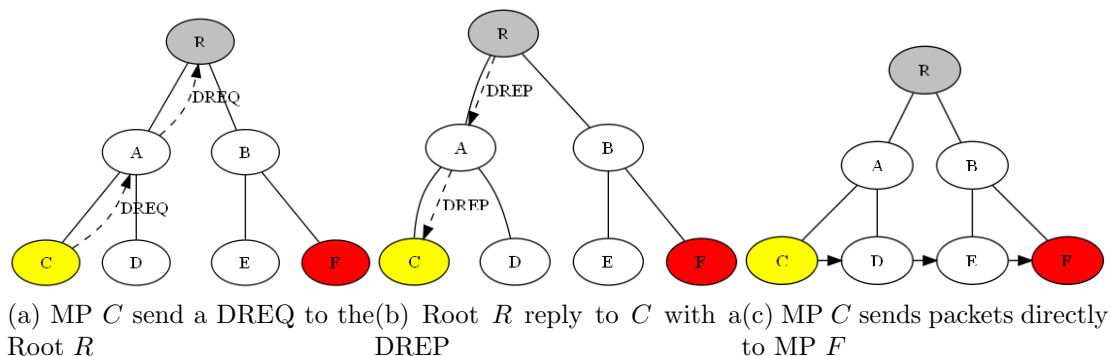 R
DREQ
A
B
DREQ
C
D
E
F
R
DREP
A
B
DREP
C
D
E
F
R
A
B
C
D
E
F
(a) MP C send a DREQ to the
Root R
(b) Root R reply to C with a
DREP
(c) MP C sends packets directly
to MP F